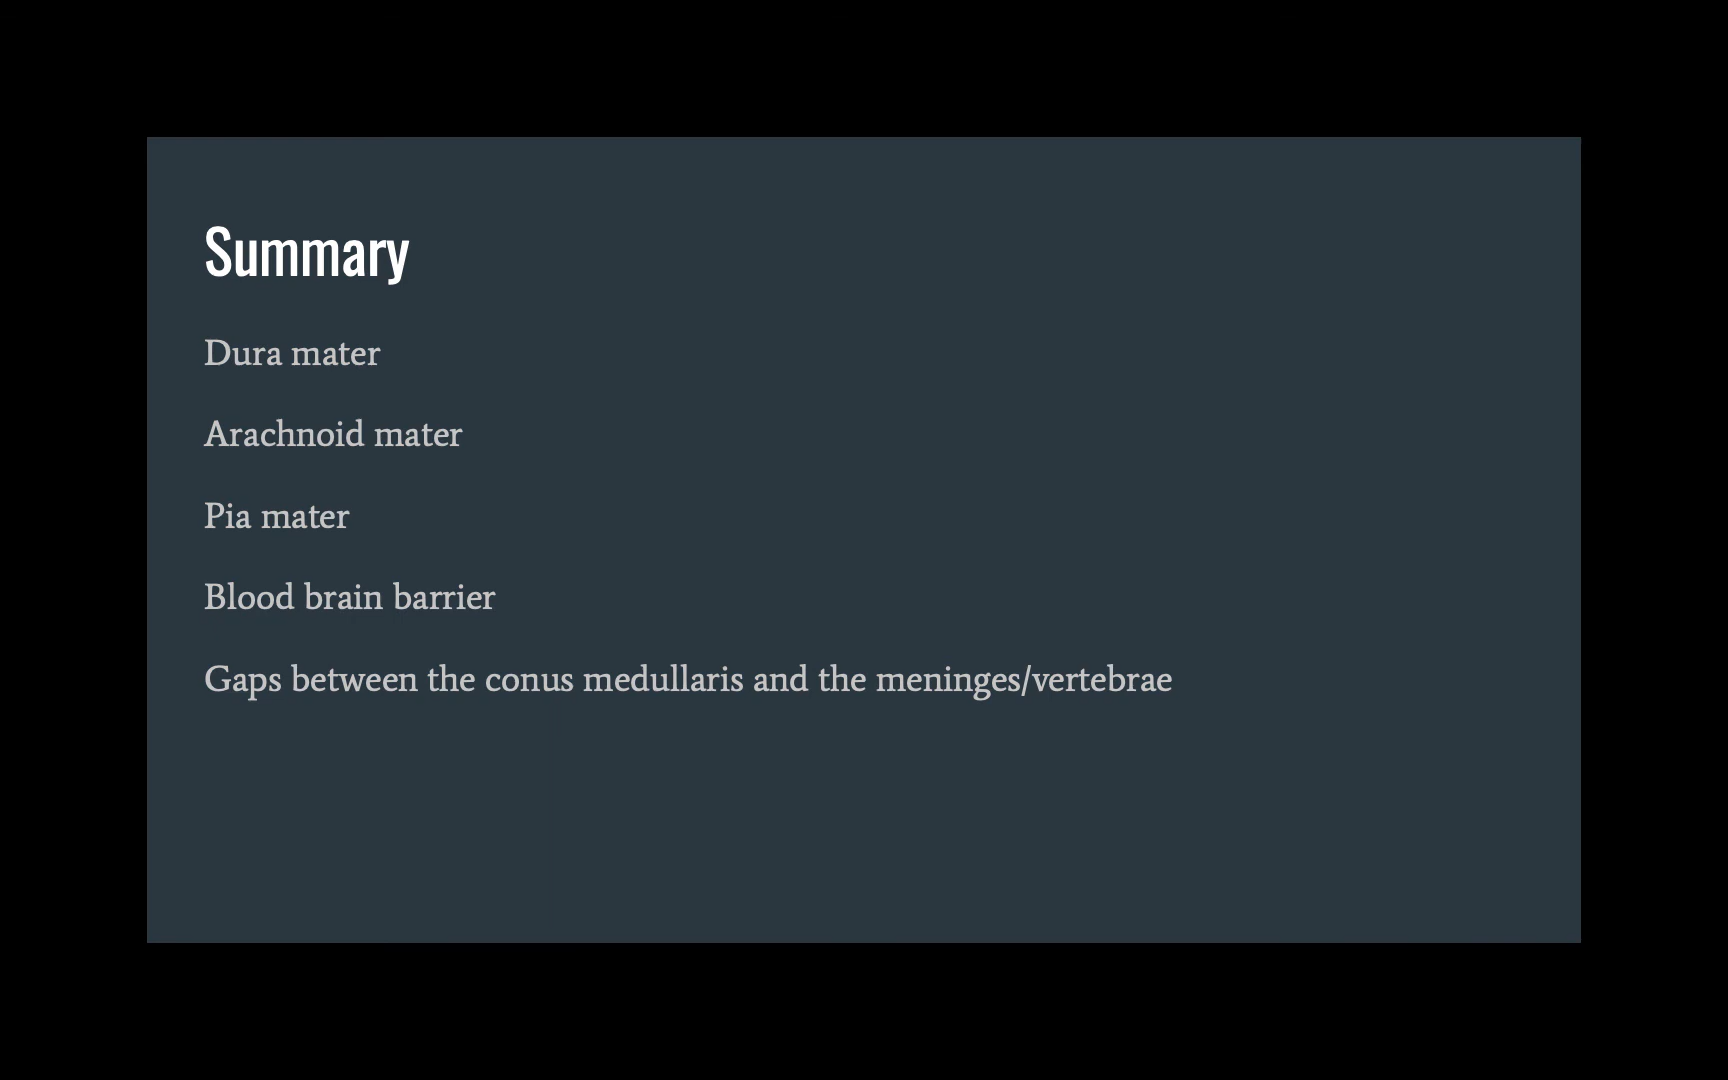 Summary
Dura mater
Arachnoid mater
Pia mater
Blood brain barrier
Gaps between the conus medullaris and the meninges/vertebrae